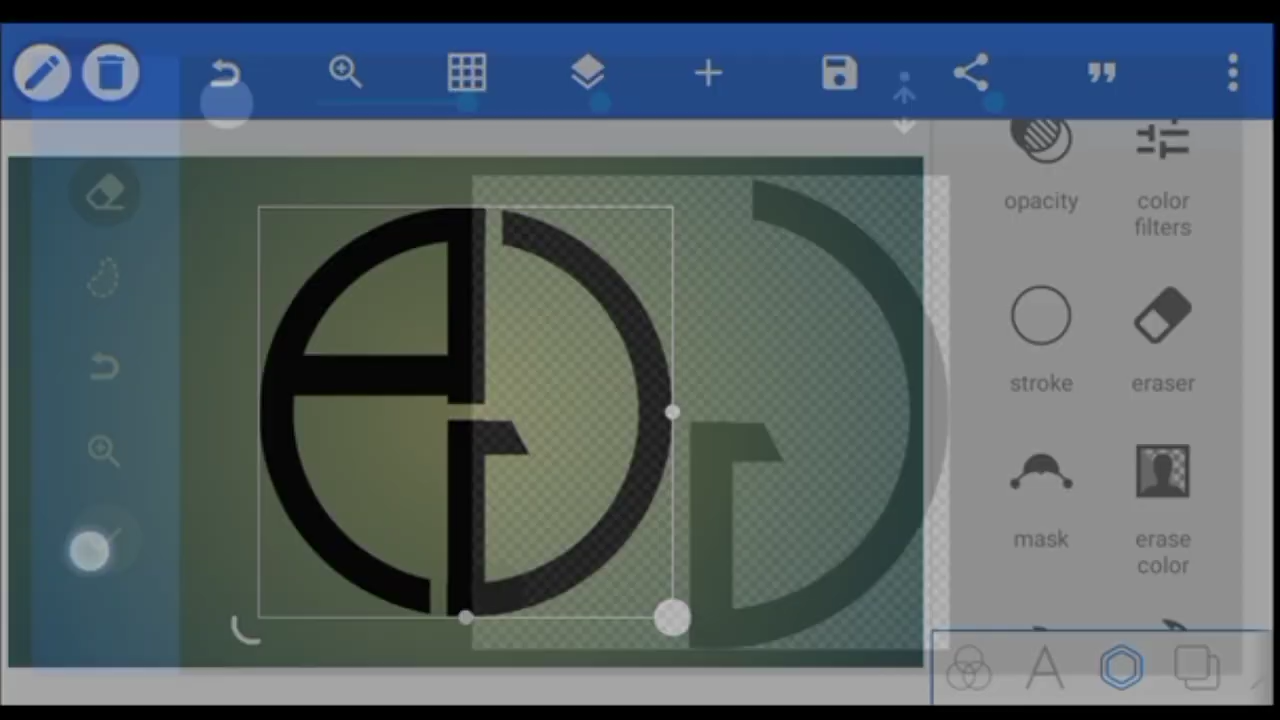 opacity
color
filters
stroke
eraser
mask
erase
color